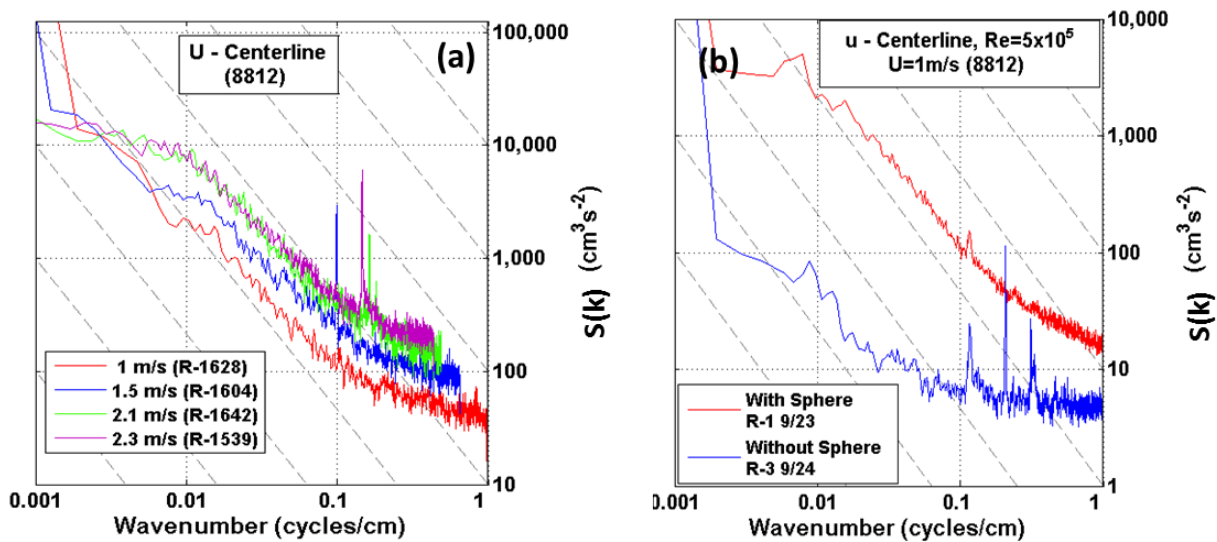 U - Centerline
(8812)
(a)
100,000
10,000
1,000
100
10
S(k) (cm³s⁻²)
1 m/s (R-1628)
1.5 m/s (R-1604)
2.1 m/s (R-1642)
2.3 m/s (R-1539)
0.001
0.01
0.1
1
Wavenumber (cycles/cm)
(b)
u - Centerline, Re=5x10⁵
U=1m/s (8812)
10,000
1,000
100
10
1
S(k) (cm³s⁻²)
With Sphere
R-1 9/23
Without Sphere
R-3 9/24
0.001
0.01
0.1
1
Wavenumber (cycles/cm)